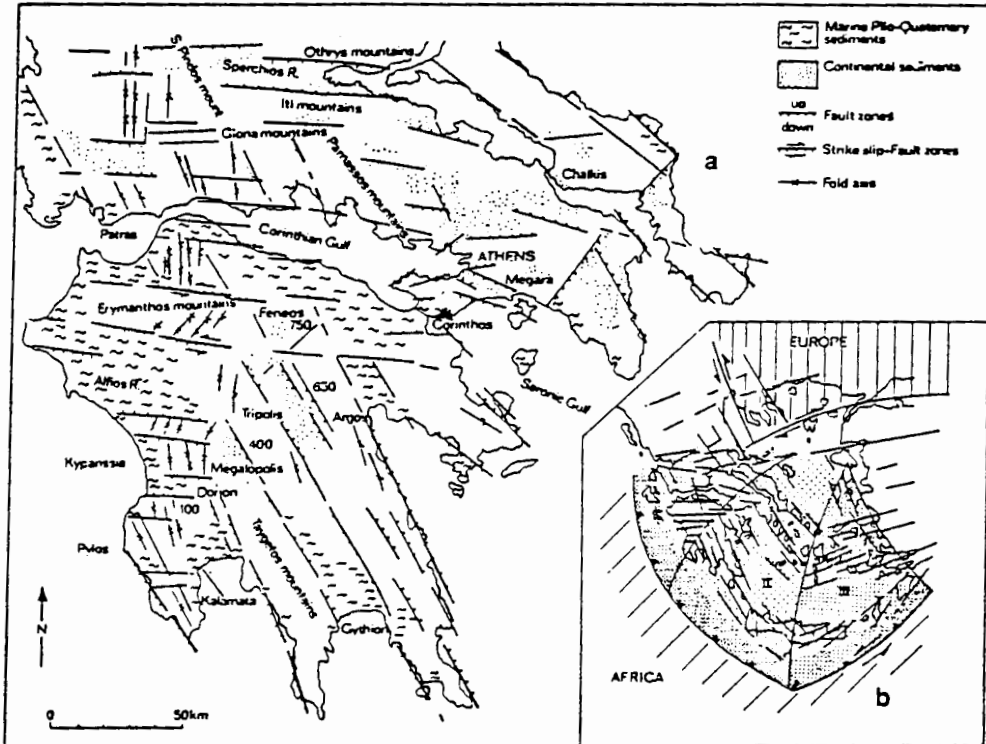 Marine Plio-Quaternary
sediments
Continental sediments
up
down
Fault zones
Strike slip-Fault zones
Fold axis
a
Othrys mountains
S. Pindos mount
Sperchios R.
Iti mountains
Giona mountains
Parnassos mountains
Chalkis
Patras
Corinthian Gulf
ATHENS
Megara
Erymanthos mountains
Feneos
750
Corinthos
Saronic Gulf
Alfios R.
630
Argos
Tripolis
400
Kyparissia
Megalopolis
Dorion
100
Pylos
Taygetos mountains
Kalamata
Gythion
N
0
50km
EUROPE
II
III
AFRICA
b